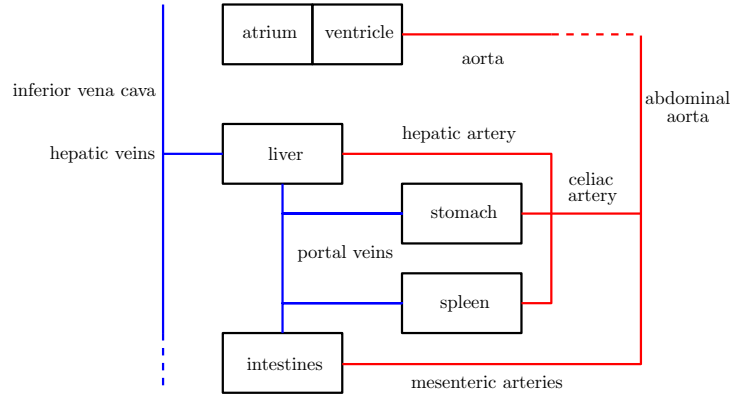 atrium
ventricle
aorta
inferior vena cava
abdominal
aorta
hepatic artery
hepatic veins
liver
celiac
artery
stomach
portal veins
spleen
intestines
mesenteric arteries